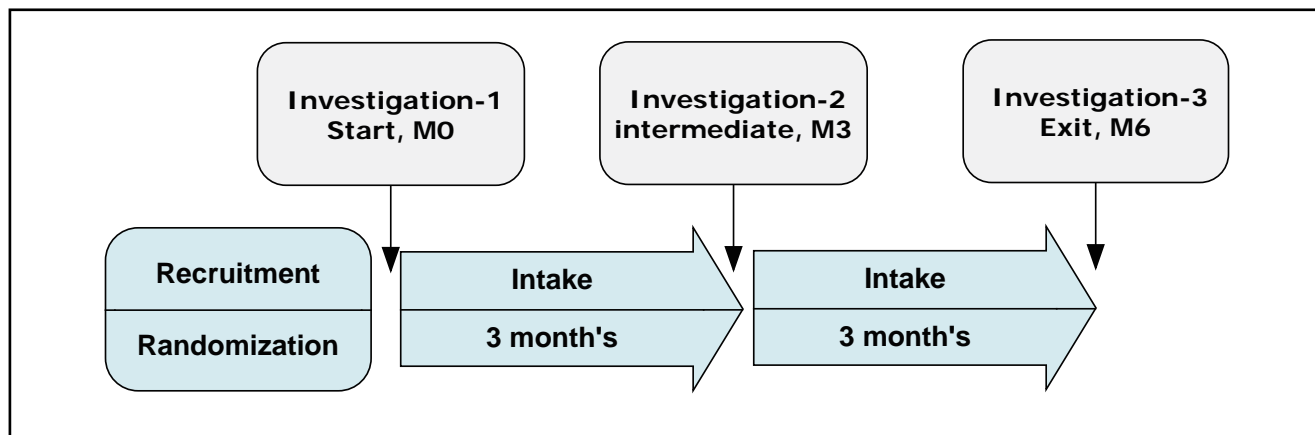 Investigation-1
Start, M0
Investigation-2
intermediate, M3
Investigation-3
Exit, M6
Recruitment
Randomization
Intake
3 month's
Intake
3 month's